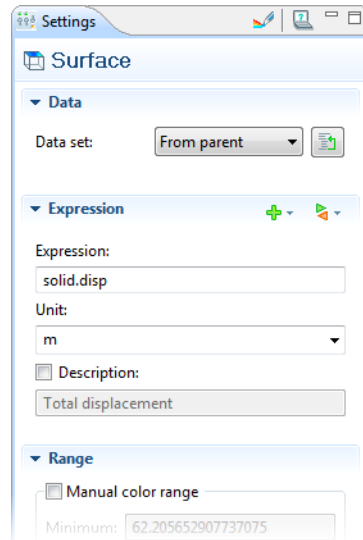 Settings
Surface
Data
Data set: From parent
Expression
Expression:
solid.disp
Unit:
m
Description:
Total displacement
Range
Manual color range
Minimum: 62.205652907737075